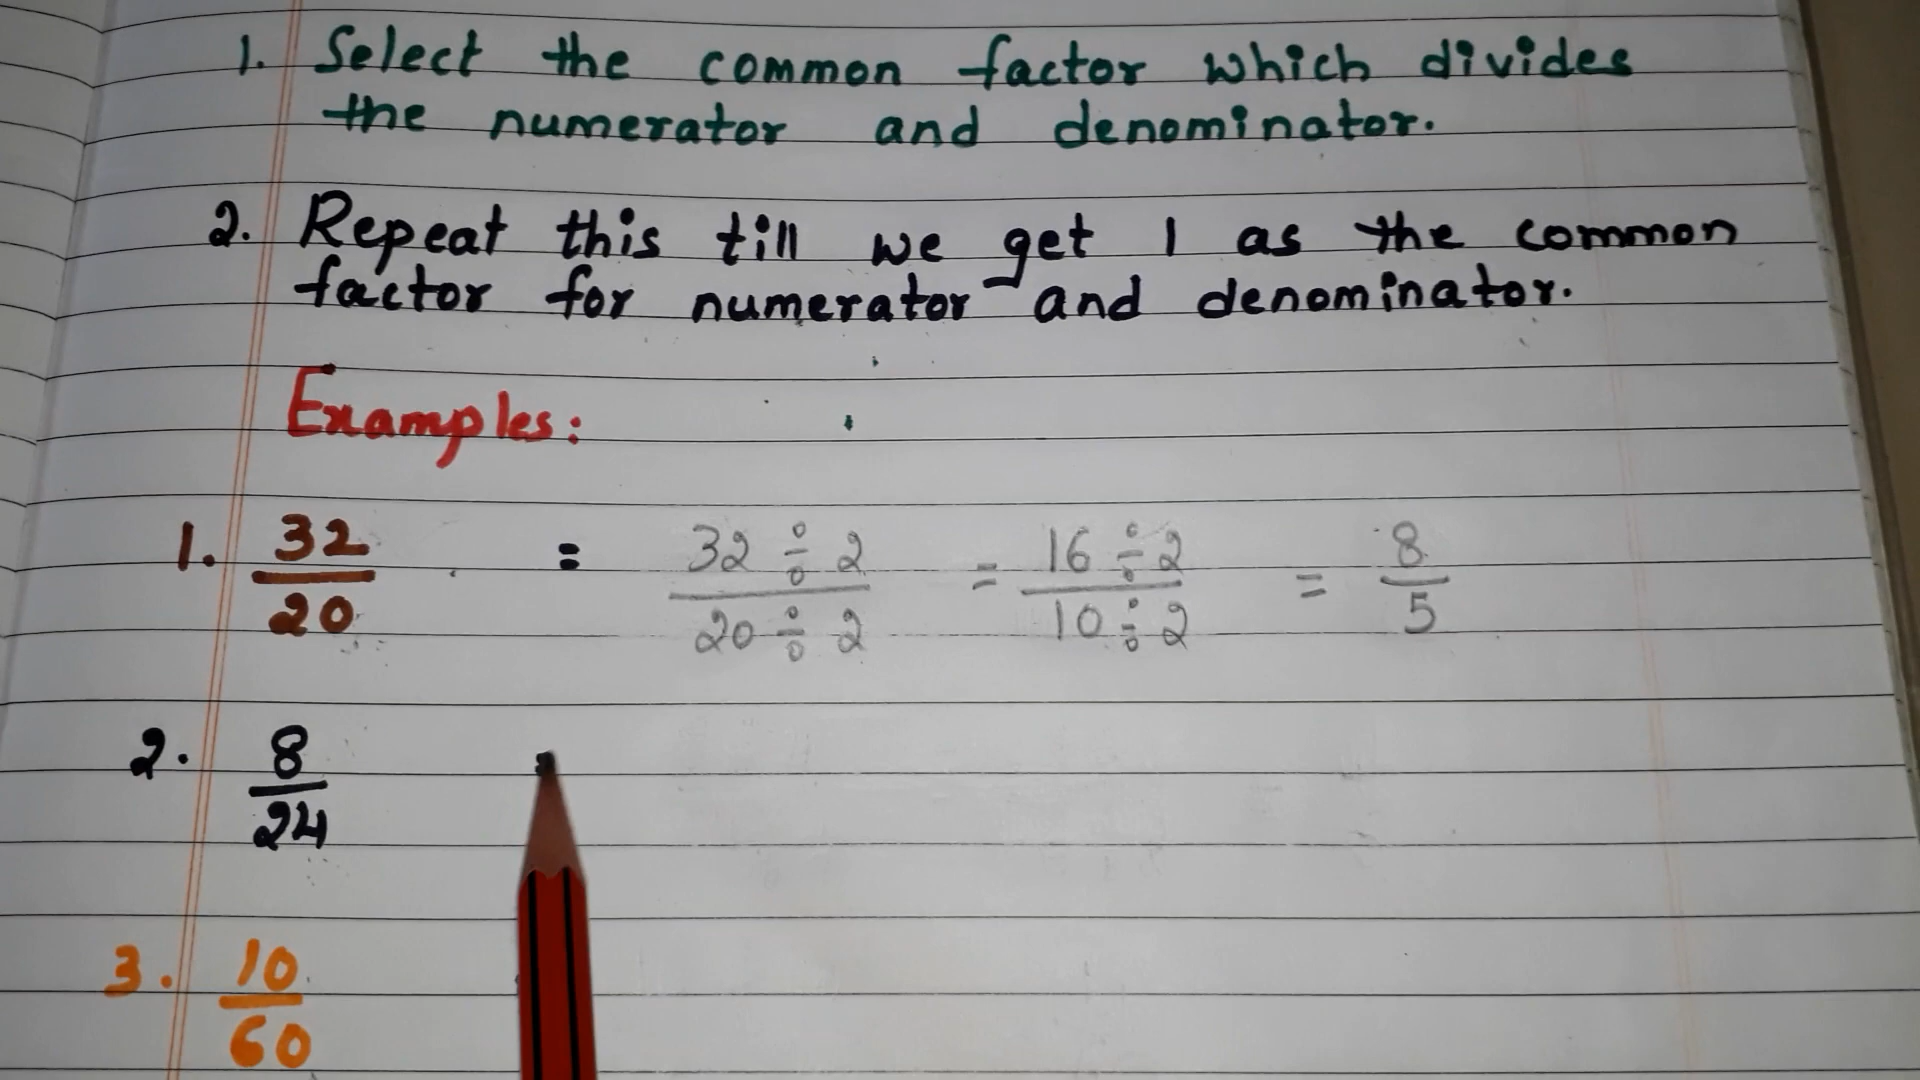 1. Select the common factor which divides
the numerator and denominator.
2. Repeat this till we get 1 as the common
factor for numerator and denominator.
Examples:
1. 32/20 = 32 ÷ 2/20 ÷ 2 = 16 ÷ 2/10 ÷ 2 = 8/5
2. 8/24 =
3. 10/60